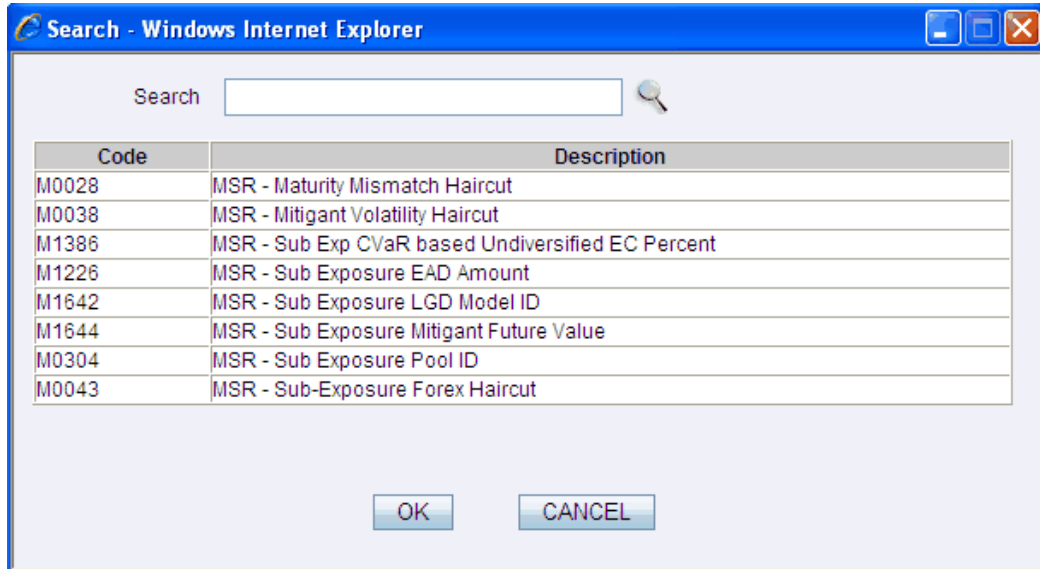 Search - Windows Internet Explorer
Search
Code Description
M0028 MSR - Maturity Mismatch Haircut
M0038 MSR - Mitigant Volatility Haircut
M1386 MSR - Sub Exp CVaR based Undiversified EC Percent
M1226 MSR - Sub Exposure EAD Amount
M1642 MSR - Sub Exposure LGD Model ID
M1644 MSR - Sub Exposure Mitigant Future Value
M0304 MSR - Sub Exposure Pool ID
M0043 MSR - Sub-Exposure Forex Haircut
OK CANCEL